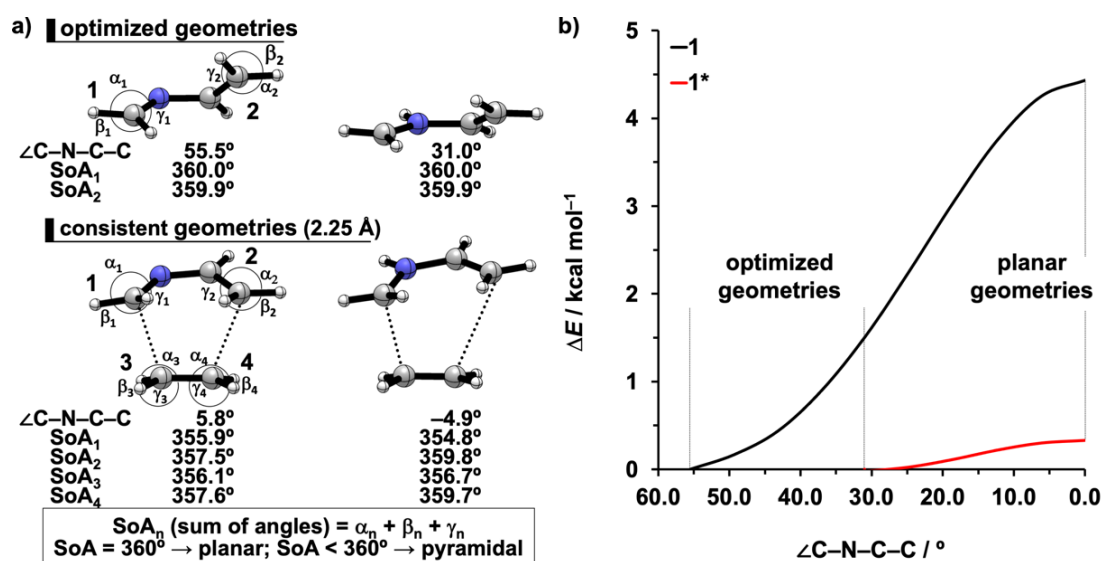 a) optimized geometries
β₂
α₁ γ₂
1 α₂
β₁ γ₁ 2
∠C–N–C–C 55.5º 31.0º
SoA₁ 360.0º 360.0º
SoA₂ 359.9º 359.9º
consistent geometries (2.25 Å)
2
α₁
1 α₂
γ₁ γ₂
β₁ β₂
3 α₃ α₄ 4
β₃ γ₃ γ₄ β₄
∠C–N–C–C 5.8º –4.9º
SoA₁ 355.9º 354.8º
SoA₂ 357.5º 359.8º
SoA₃ 356.1º 356.7º
SoA₄ 357.6º 359.7º
SoAₙ (sum of angles) = αₙ + βₙ + γₙ
SoA = 360º → planar; SoA < 360º → pyramidal
b)
5
1
1*
4
3
optimized geometries
planar geometries
2
1
0
ΔE / kcal mol⁻¹
60.0 50.0 40.0 30.0 20.0 10.0 0.0
∠C–N–C–C / º